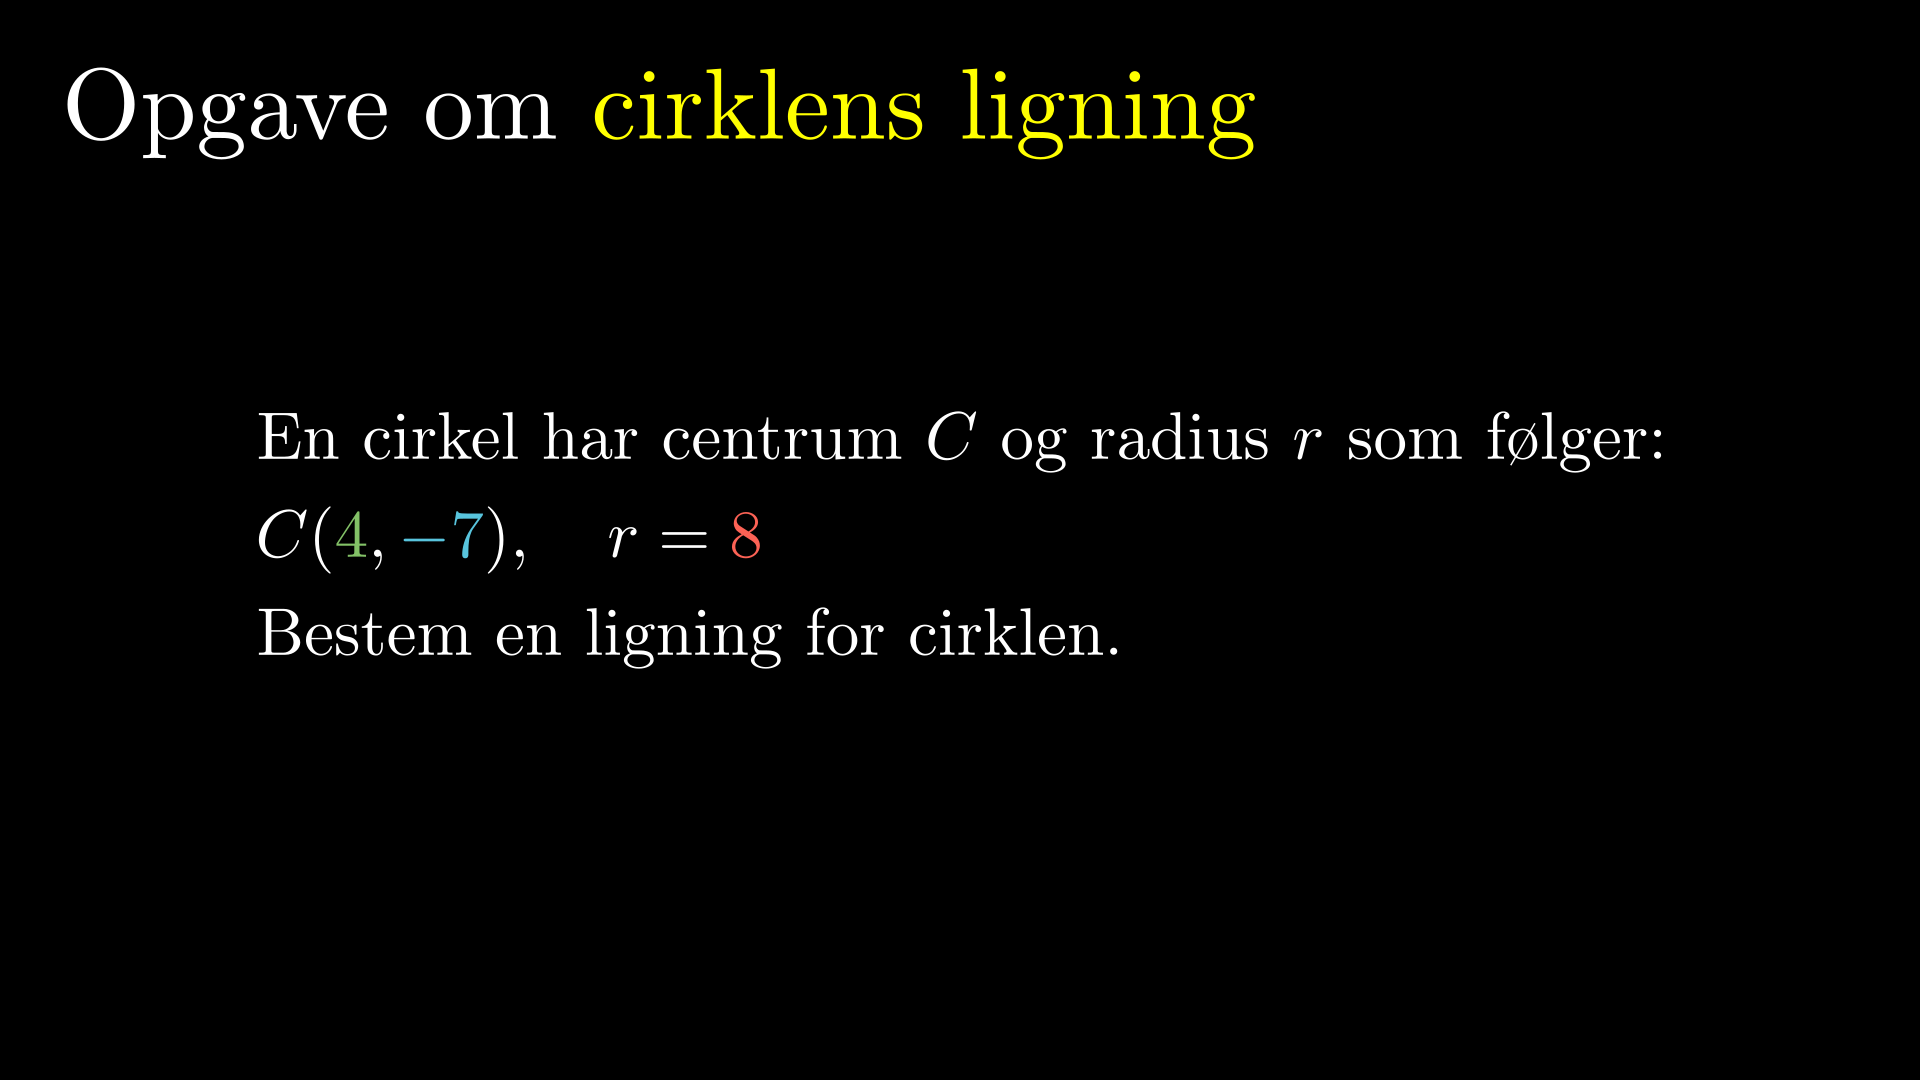 Opgave om cirklens ligning
En cirkel har centrum C og radius r som følger:
C(4, −7), r = 8
Bestem en ligning for cirklen.